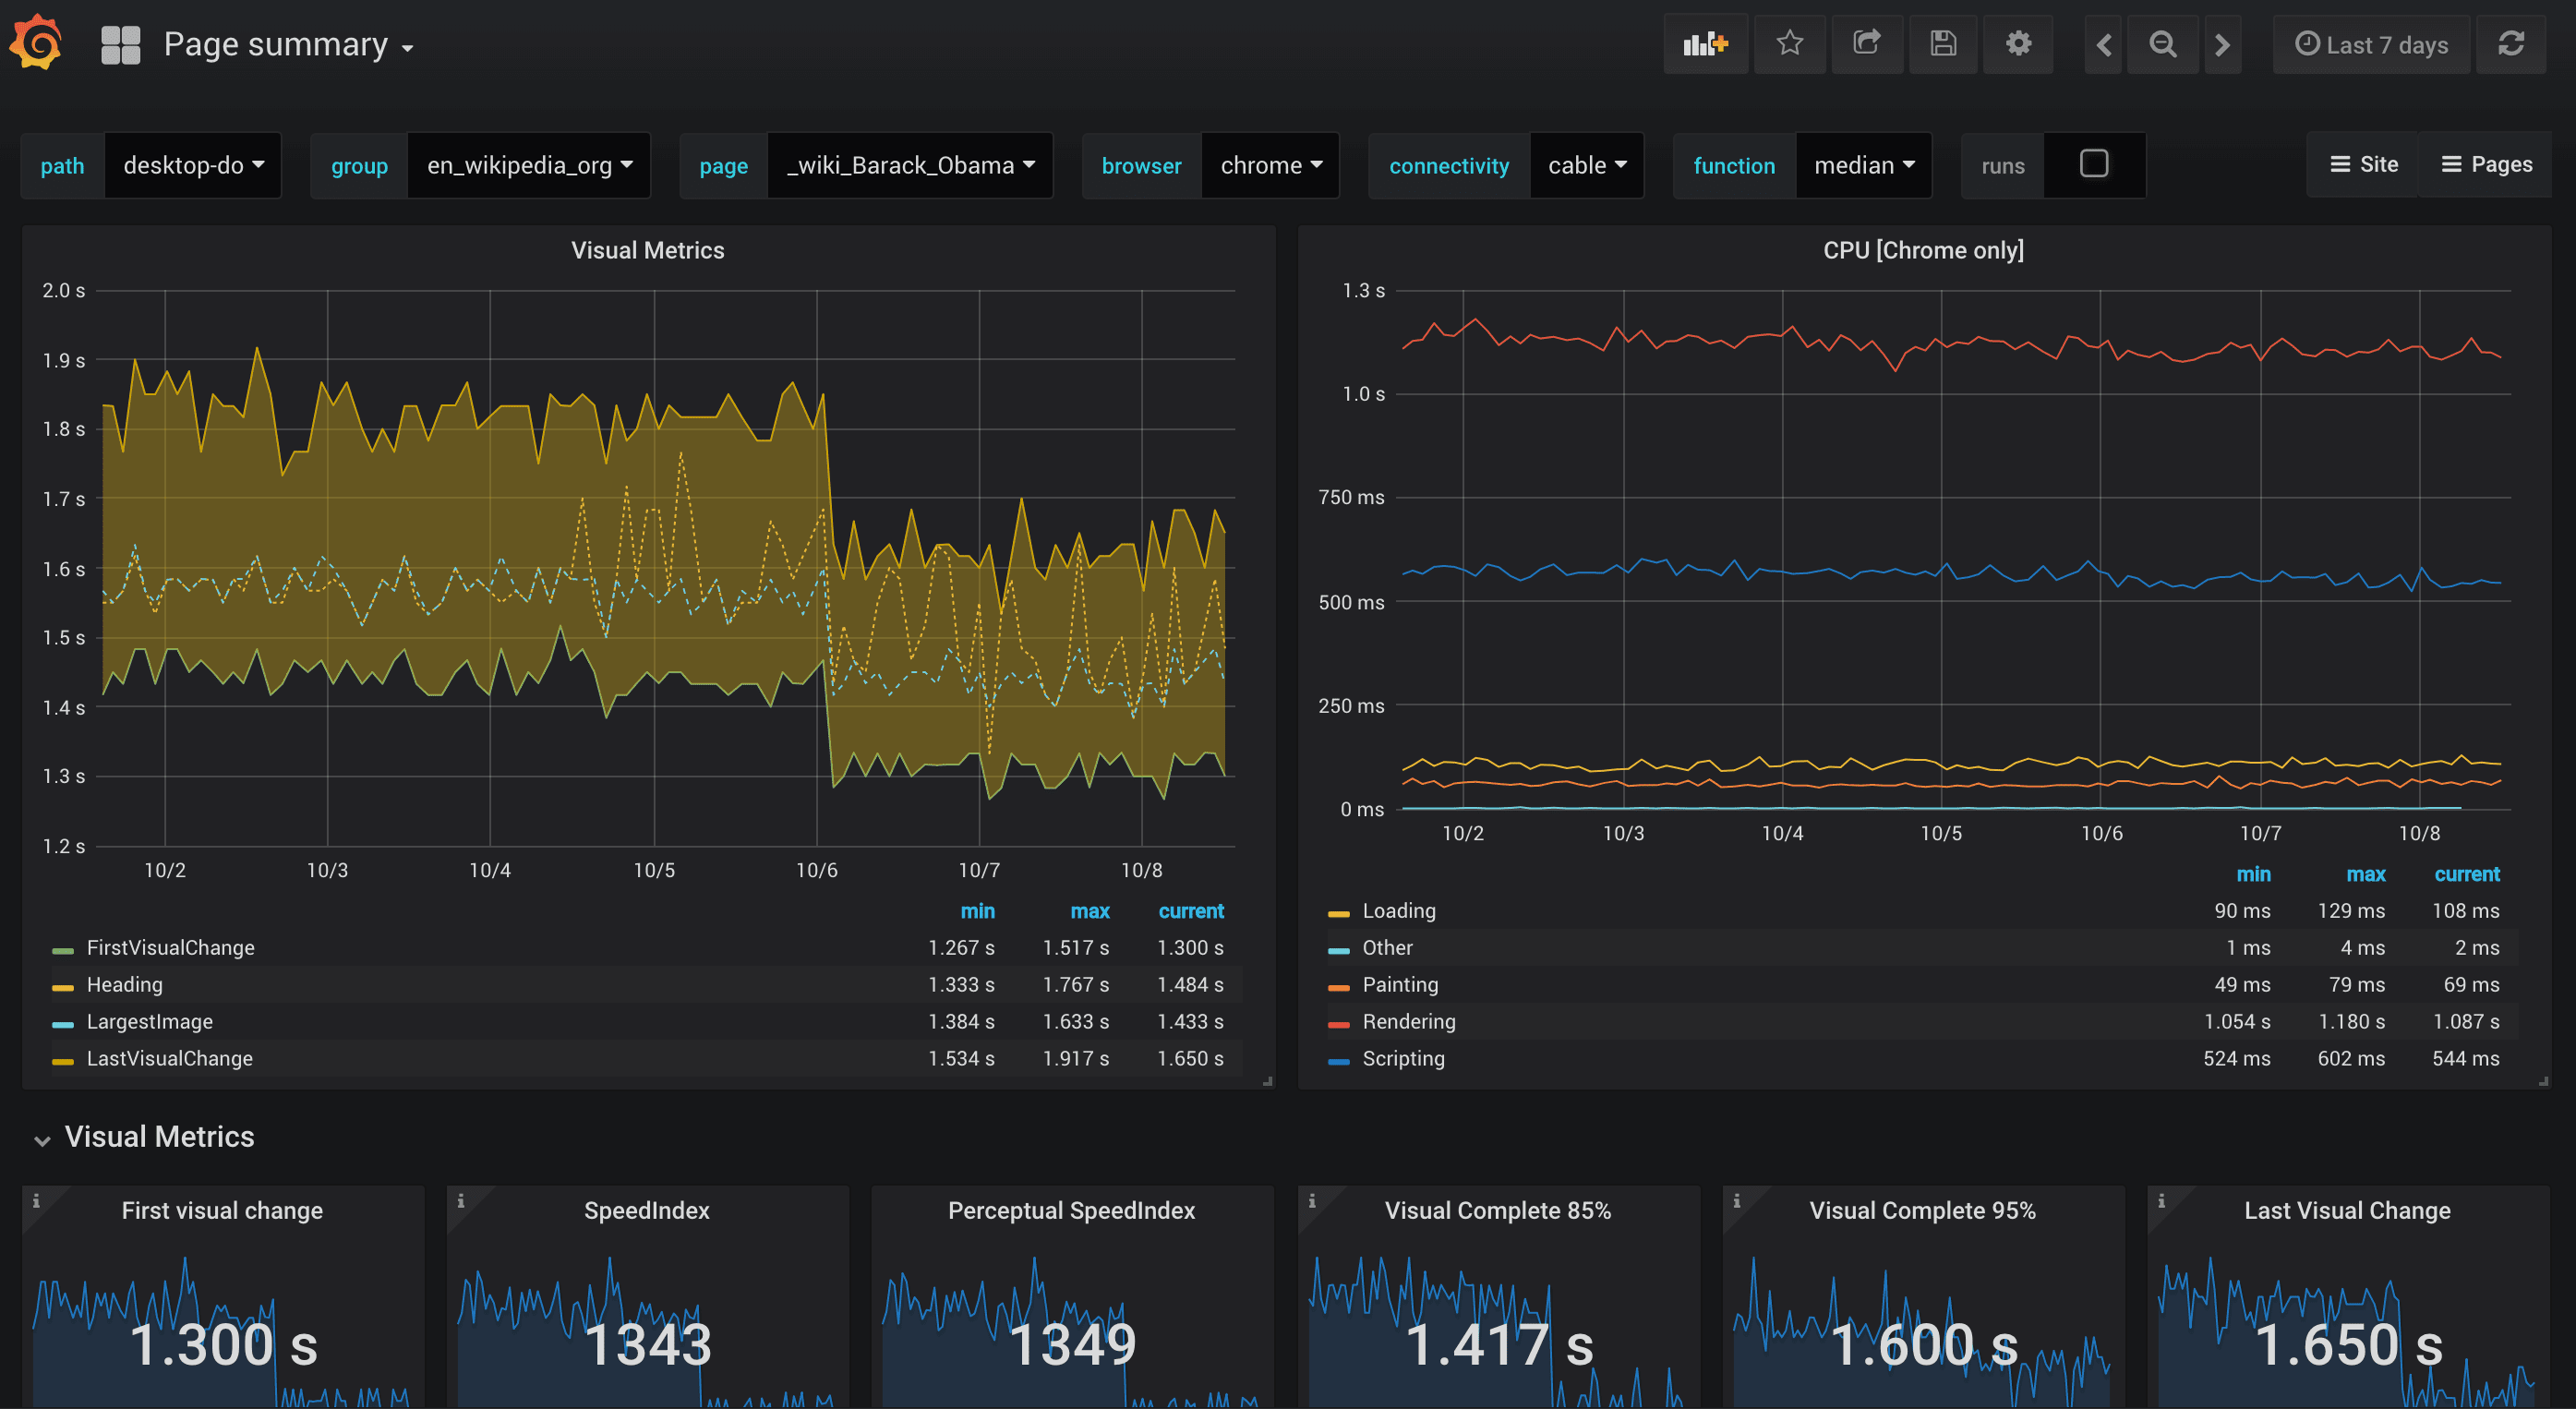 Page summary
Last 7 days
path desktop-do group en_wikipedia_org page _wiki_Barack_Obama browser chrome connectivity cable function median runs Site Pages
Visual Metrics
2.0 s
1.9 s
1.8 s
1.7 s
1.6 s
1.5 s
1.4 s
1.3 s
1.2 s
10/2 10/3 10/4 10/5 10/6 10/7 10/8
min max current
FirstVisualChange 1.267 s 1.517 s 1.300 s
Heading 1.333 s 1.767 s 1.484 s
LargestImage 1.384 s 1.633 s 1.433 s
LastVisualChange 1.534 s 1.917 s 1.650 s
CPU [Chrome only]
1.3 s
1.0 s
750 ms
500 ms
250 ms
0 ms
10/2 10/3 10/4 10/5 10/6 10/7 10/8
min max current
Loading 90 ms 129 ms 108 ms
Other 1 ms 4 ms 2 ms
Painting 49 ms 79 ms 69 ms
Rendering 1.054 s 1.180 s 1.087 s
Scripting 524 ms 602 ms 544 ms
Visual Metrics
First visual change
1.300 s
SpeedIndex
1343
Perceptual SpeedIndex
1349
Visual Complete 85%
1.417 s
Visual Complete 95%
1.600 s
Last Visual Change
1.650 s